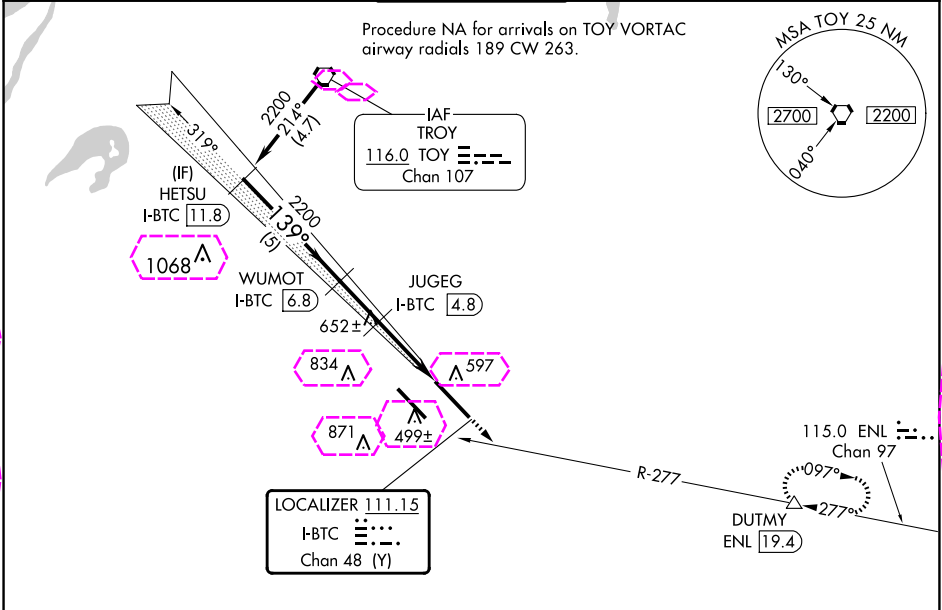 Procedure NA for arrivals on TOY VORTAC
airway radials 189 CW 263.
MSA TOY 25 NM
130°
2700
2200
040°
2200
214°
(4.7)
IAF
TROY
116.0 TOY
Chan 107
319°
(IF)
HETSU
I-BTC 11.8
2200
139°
(5)
1068
WUMOT
I-BTC 6.8
JUGEG
I-BTC 4.8
652±
834
597
871
499±
115.0 ENL
Chan 97
R-277
097°
277°
DUTMY
ENL 19.4
LOCALIZER 111.15
I-BTC
Chan 48 (Y)